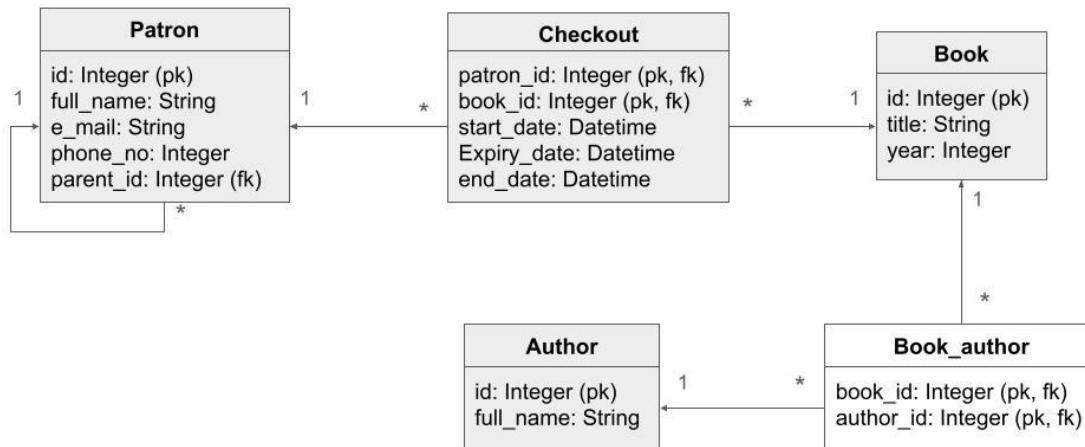 Patron
id: Integer (pk)
full_name: String
e_mail: String
phone_no: Integer
parent_id: Integer (fk)
1
*
1
*
Checkout
patron_id: Integer (pk, fk)
book_id: Integer (pk, fk)
start_date: Datetime
Expiry_date: Datetime
end_date: Datetime
*
1
Book
id: Integer (pk)
title: String
year: Integer
1
*
Author
id: Integer (pk)
full_name: String
1
*
Book_author
book_id: Integer (pk, fk)
author_id: Integer (pk, fk)